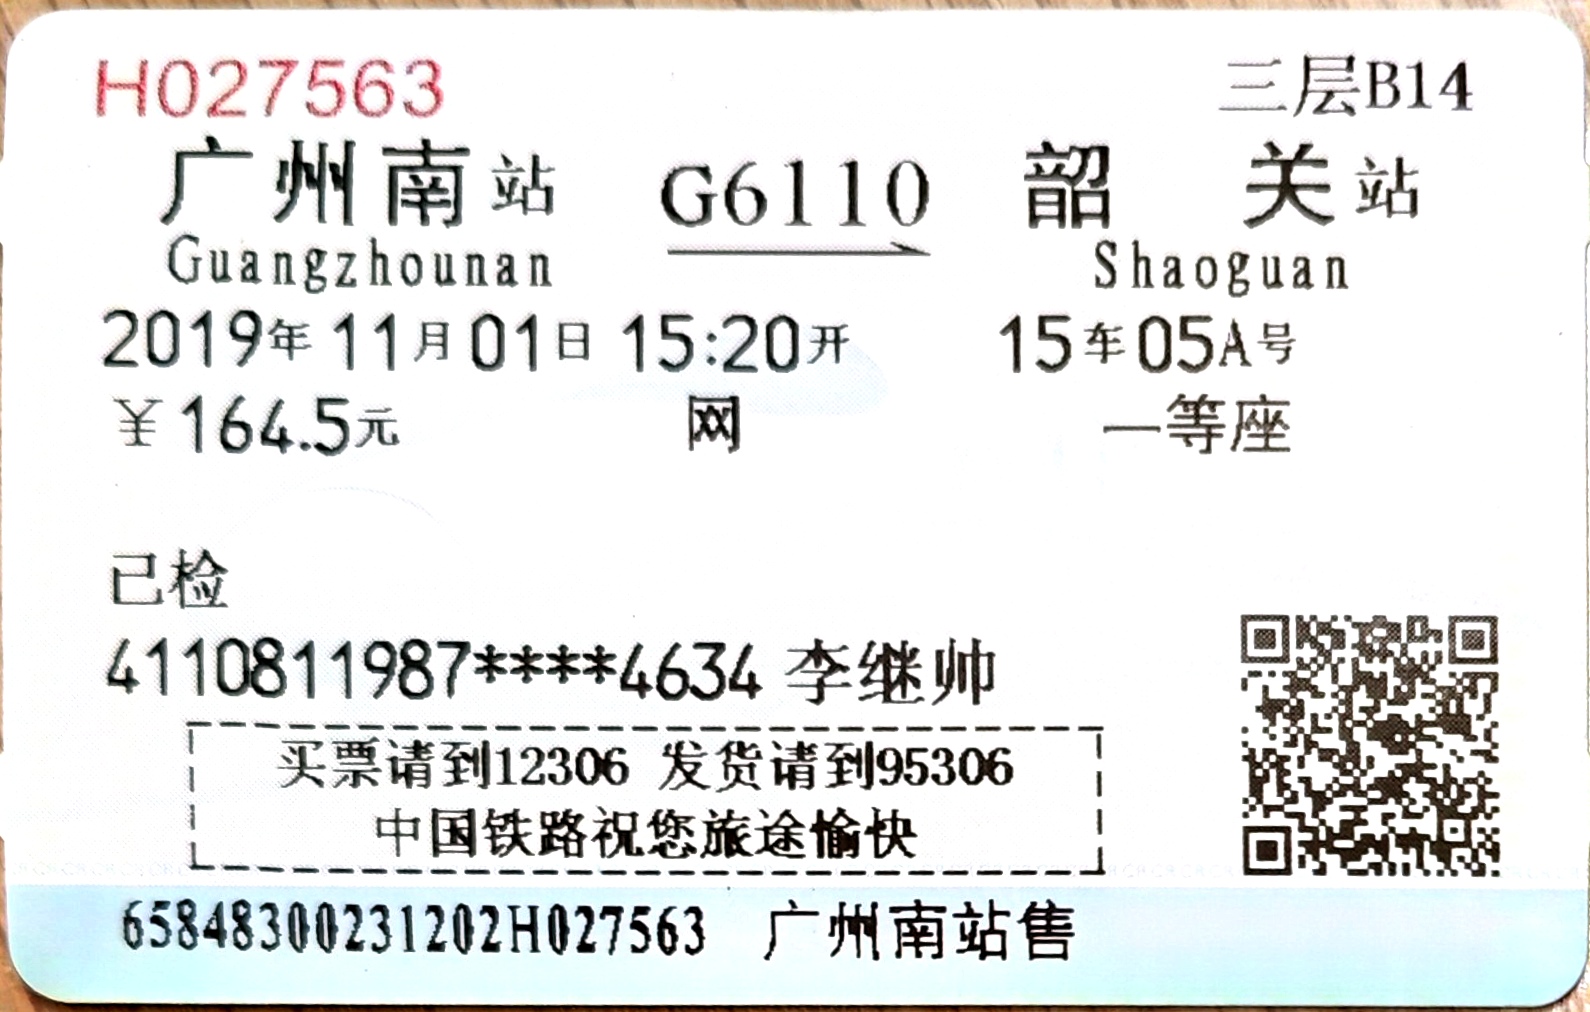 H027563 三层B14
广州南站 G6110 韶关站
Guangzhounan Shaoguan
2019年11月01日 15:20开 15车05A号
￥164.5元 网 一等座
已检
4110811987****4634 李继帅
买票请到12306 发货请到95306
中国铁路祝您旅途愉快
65848300231202H027563 广州南站售